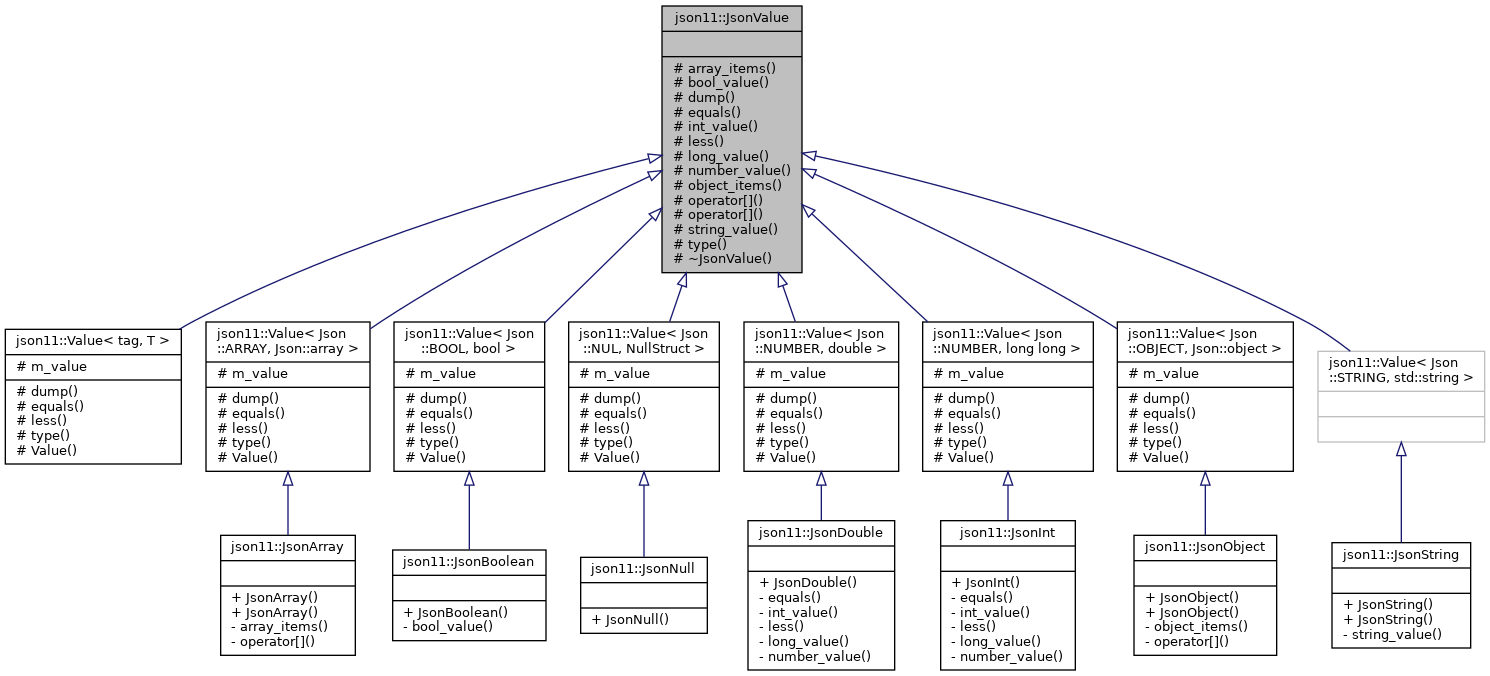 json11::JsonValue
# array_items()
# bool_value()
# dump()
# equals()
# int_value()
# less()
# long_value()
# number_value()
# object_items()
# operator[]()
# operator[]()
# string_value()
# type()
# ~JsonValue()
json11::Value< tag, T >
# m_value
# dump()
# equals()
# less()
# type()
# Value()
json11::Value< Json
::ARRAY, Json::array >
# m_value
# dump()
# equals()
# less()
# type()
# Value()
json11::Value< Json
::BOOL, bool >
# m_value
# dump()
# equals()
# less()
# type()
# Value()
json11::Value< Json
::NUL, NullStruct >
# m_value
# dump()
# equals()
# less()
# type()
# Value()
json11::Value< Json
::NUMBER, double >
# m_value
# dump()
# equals()
# less()
# type()
# Value()
json11::Value< Json
::NUMBER, long long >
# m_value
# dump()
# equals()
# less()
# type()
# Value()
json11::Value< Json
::OBJECT, Json::object >
# m_value
# dump()
# equals()
# less()
# type()
# Value()
json11::Value< Json
::STRING, std::string >
json11::JsonArray
+ JsonArray()
+ JsonArray()
- array_items()
- operator[]()
json11::JsonBoolean
+ JsonBoolean()
- bool_value()
json11::JsonNull
+ JsonNull()
json11::JsonDouble
+ JsonDouble()
- equals()
- int_value()
- less()
- long_value()
- number_value()
json11::JsonInt
+ JsonInt()
- equals()
- int_value()
- less()
- long_value()
- number_value()
json11::JsonObject
+ JsonObject()
+ JsonObject()
- object_items()
- operator[]()
json11::JsonString
+ JsonString()
+ JsonString()
- string_value()